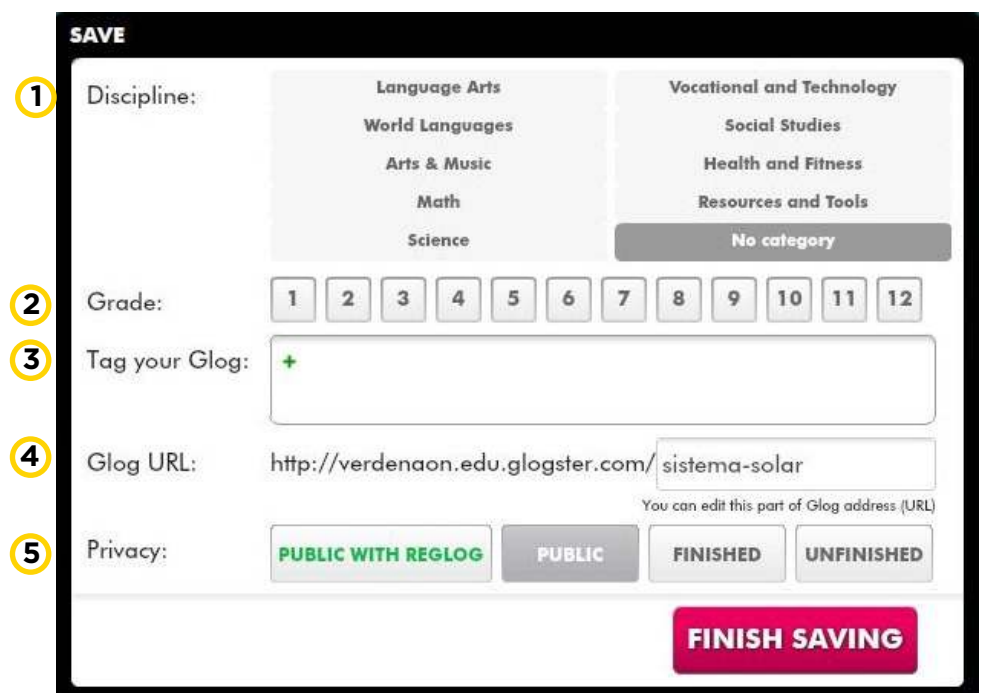 SAVE
1 Discipline: Language Arts Vocational and Technology
World Languages Social Studies
Arts & Music Health and Fitness
Math Resources and Tools
Science No category
2 Grade: 1 2 3 4 5 6 7 8 9 10 11 12
3 Tag your Glog: +
4 Glog URL: http://verdenaon.edu.glogster.com/ sistema-solar
You can edit this part of Glog address (URL)
5 Privacy: PUBLIC WITH REGLOG PUBLIC FINISHED UNFINISHED
FINISH SAVING